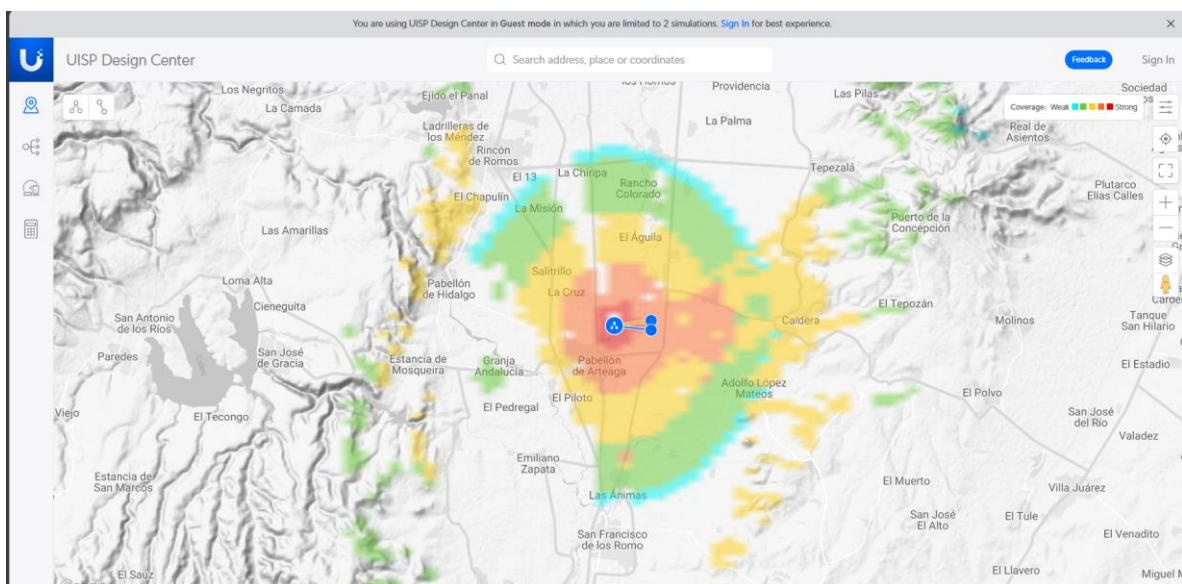 You are using UISP Design Center in Guest mode in which you are limited to 2 simulations. Sign In for best experience.
UISP Design Center
Search address, place or coordinates
Feedback
Sign In
Los Negritos
La Camada
Ejido el Panal
Providencia
Las Pilas
Coverage: Weak Strong
Sociedad
Ladrilleras de
los Méndez
La Palma
Real de
Asientos
Rincón
de Romos
El 13
La Chiripa
Rancho
Colorado
Tepezalá
Plutarco
Elías Calles
El Chapulín
La Misión
Puerto de la
Concepción
Las Amarillas
El Águila
Loma Alta
Pabellón
de Hidalgo
Salitrillo
La Cruz
Cieneguita
El Tepozán
San Antonio
de los Ríos
Caldera
Molinos
Tanque
San Hilario
Paredes
San José
de Gracia
Estancia de
Mosqueira
Granja
Andalucía
Pabellón
de Arteaga
El Estadio
Adolfo López
Mateos
El Polvo
Viejo
El Tecongo
El Pedregal
El Piloto
San José
del Río
Valadez
Emiliano
Zapata
Estancia de
San Marcos
Las Ánimas
El Muerto
Villa Juárez
San José
El Alto
El Tule
San Francisco
de los Romo
El Venadito
El Sauz
El Llavero
Miguel